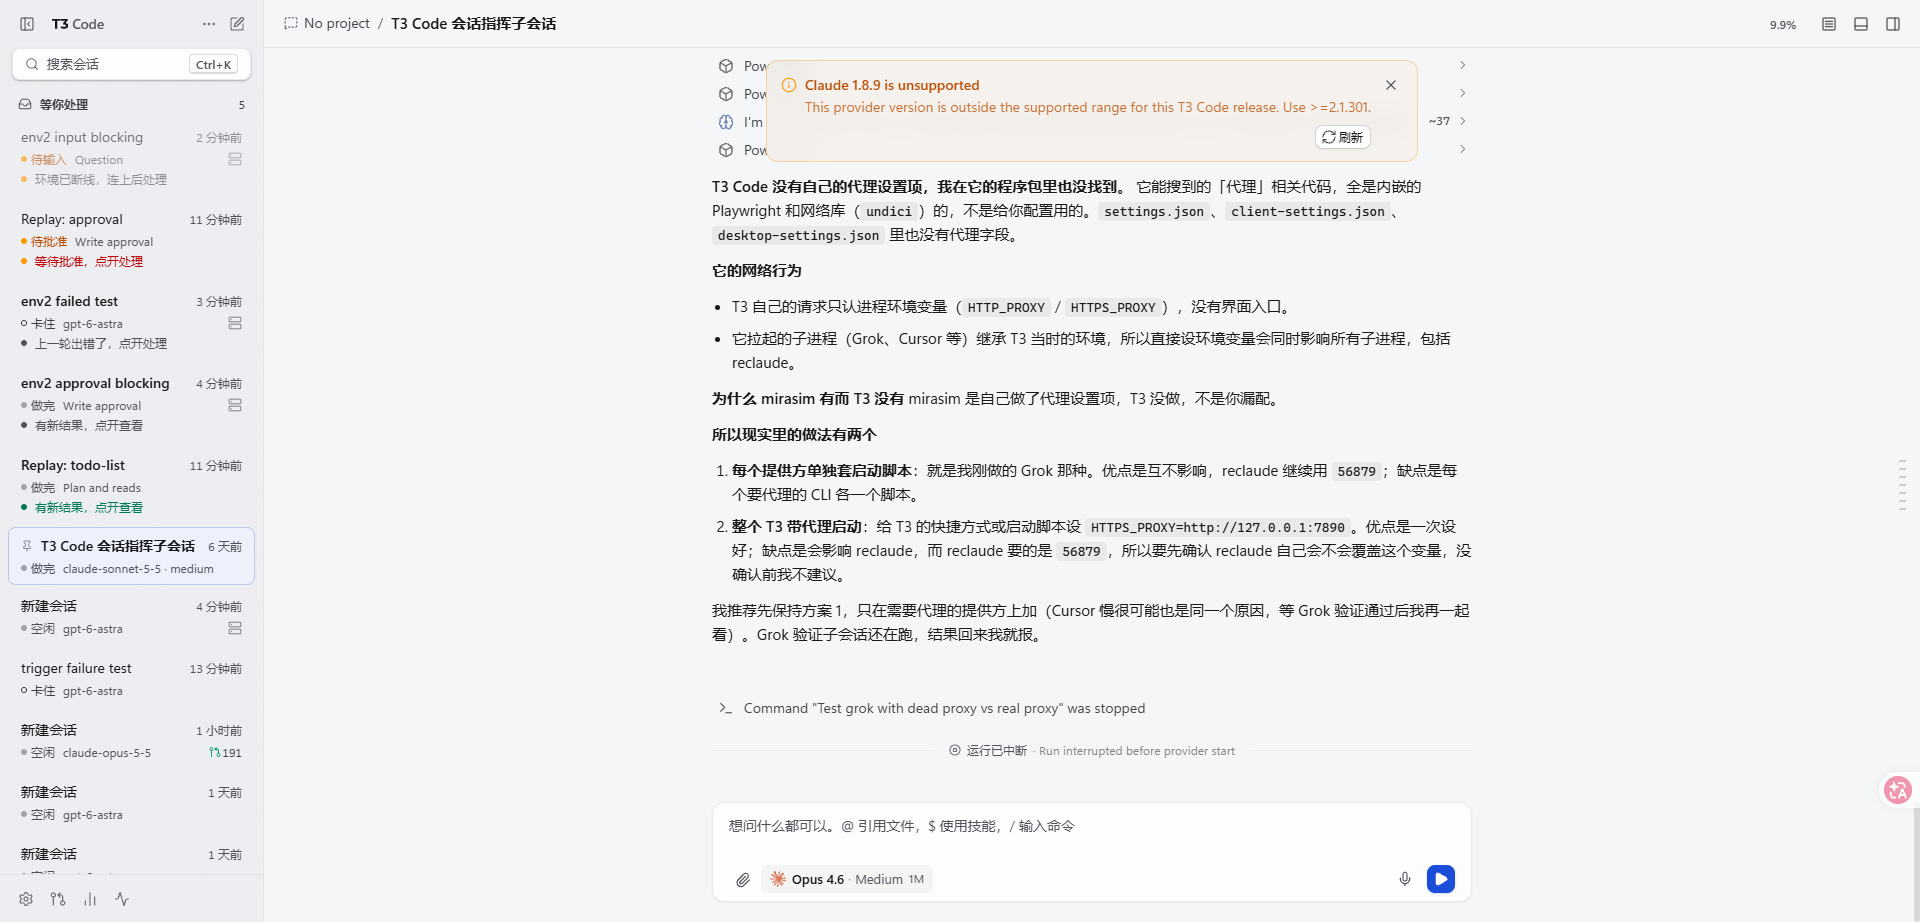 T3 Code
搜索会话
Ctrl+K
等你处理
5
env2 input blocking
2 分钟前
待输入 Question
环境已断线，连上后处理
Replay: approval
11 分钟前
待批准 Write approval
等待批准，点开处理
env2 failed test
3 分钟前
卡住 gpt-6-astra
上一轮出错了，点开处理
env2 approval blocking
4 分钟前
做完 Write approval
有新结果，点开查看
Replay: todo-list
11 分钟前
做完 Plan and reads
有新结果，点开查看
T3 Code 会话指挥子会话
6 天前
做完 claude-sonnet-5-5 · medium
新建会话
4 分钟前
空闲 gpt-6-astra
trigger failure test
13 分钟前
卡住 gpt-6-astra
新建会话
1 小时前
空闲 claude-opus-5-5
191
新建会话
1 天前
空闲 gpt-6-astra
新建会话
1 天前
No project / T3 Code 会话指挥子会话
9.9%
Pow
Pow
I'm
~37
Pow
Claude 1.8.9 is unsupported
This provider version is outside the supported range for this T3 Code release. Use >=2.1.301.
刷新
T3 Code 没有自己的代理设置项，我在它的程序包里也没找到。 它能搜到的「代理」相关代码，全是内嵌的
Playwright 和网络库（ undici ）的，不是给你配置用的。 settings.json 、 client-settings.json 、
desktop-settings.json 里也没有代理字段。
它的网络行为
• T3 自己的请求只认进程环境变量（ HTTP_PROXY / HTTPS_PROXY ），没有界面入口。
• 它拉起的子进程（Grok、Cursor 等）继承 T3 当时的环境，所以直接设环境变量会同时影响所有子进程，包括
reclaude。
为什么 mirasim 有而 T3 没有 mirasim 是自己做了代理设置项，T3 没做，不是你漏配。
所以现实里的做法有两个
1. 每个提供方单独套启动脚本：就是我刚做的 Grok 那种。优点是互不影响，reclaude 继续用 56879 ；缺点是每
个要代理的 CLI 各一个脚本。
2. 整个 T3 带代理启动：给 T3 的快捷方式或启动脚本设 HTTPS_PROXY=http://127.0.0.1:7890 。优点是一次设
好；缺点是会影响 reclaude，而 reclaude 要的是 56879 ，所以要先确认 reclaude 自己会不会覆盖这个变量，没
确认前我不建议。
我推荐先保持方案 1，只在需要代理的提供方上加（Cursor 慢很可能也是同一个原因，等 Grok 验证通过后我再一起
看）。Grok 验证子会话还在跑，结果回来我就报。
Command "Test grok with dead proxy vs real proxy" was stopped
运行已中断 · Run interrupted before provider start
想问什么都可以。@ 引用文件，$ 使用技能，/ 输入命令
Opus 4.6 · Medium 1M